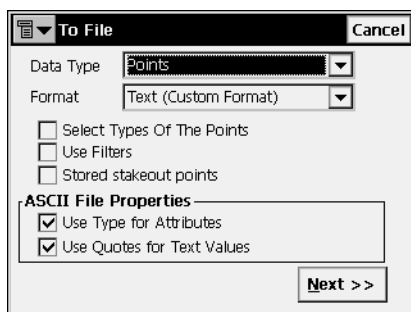 To File Cancel
Data Type Points
Format Text (Custom Format)
Select Types Of The Points
Use Filters
Stored stakeout points
ASCII File Properties
Use Type for Attributes
Use Quotes for Text Values
Next >>